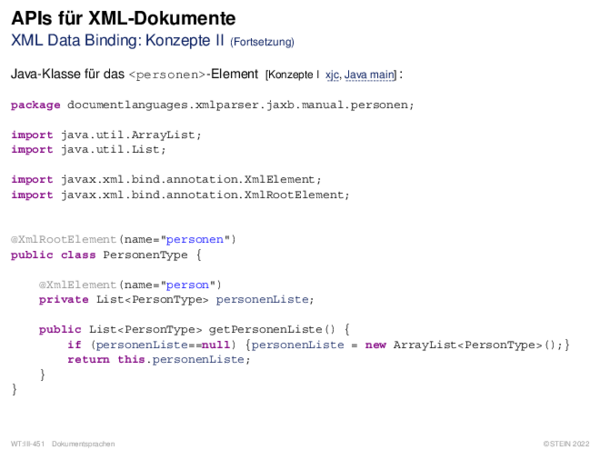 APIs für XML-Dokumente
XML Data Binding: Konzepte II (Fortsetzung)
Java-Klasse für das <personen>-Element [Konzepte I xjc, Java main] :
package documentlanguages.xmlparser.jaxb.manual.personen;
import java.util.ArrayList;
import java.util.List;
import javax.xml.bind.annotation.XmlElement;
import javax.xml.bind.annotation.XmlRootElement;
@XmlRootElement(name="personen")
public class PersonenType {
@XmlElement(name="person")
private List<PersonType> personenListe;
public List<PersonType> getPersonenListe() {
if (personenListe==null) {personenListe = new ArrayList<PersonType>();}
return this.personenListe;
}
}
WT:III-451 Dokumentsprachen ©STEIN 2022